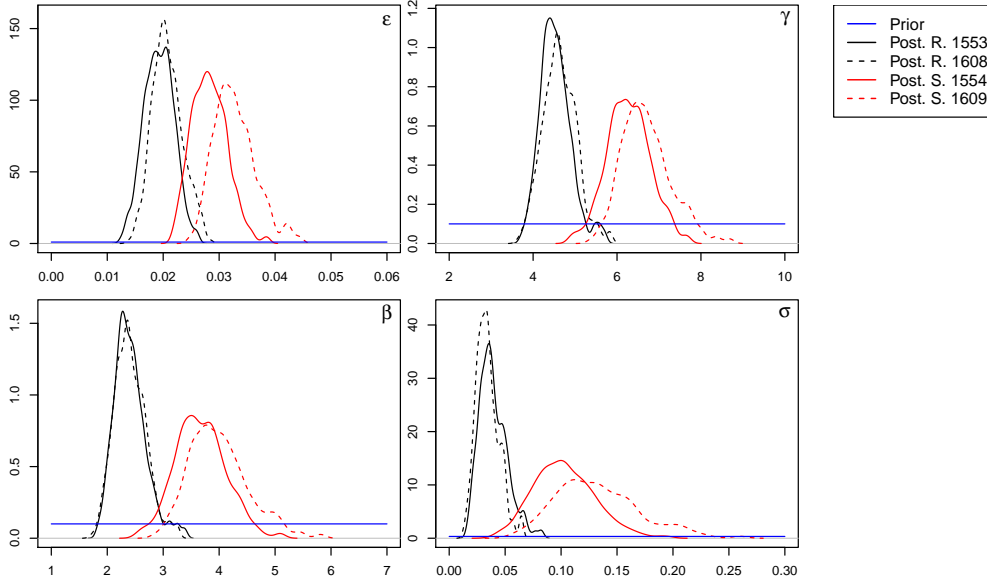 ε
0 50 100 150
0.00 0.01 0.02 0.03 0.04 0.05 0.06
γ
0.0 0.2 0.4 0.6 0.8 1.0 1.2
2 4 6 8 10
Prior
Post. R. 1553
Post. R. 1608
Post. S. 1554
Post. S. 1609
β
0.0 0.5 1.0 1.5
1 2 3 4 5 6 7
σ
0 10 20 30 40
0.00 0.05 0.10 0.15 0.20 0.25 0.30